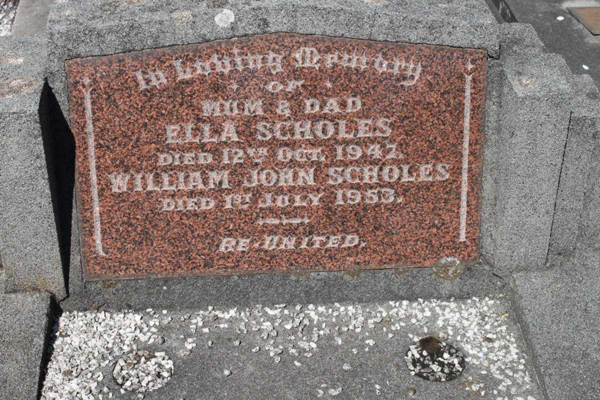 In Loving Memory
OF
MUM & DAD
ELLA SCHOLES
DIED 12TH OCT. 1947.
WILLIAM JOHN SCHOLES
DIED 1ST JULY 1953.
RE-UNITED.